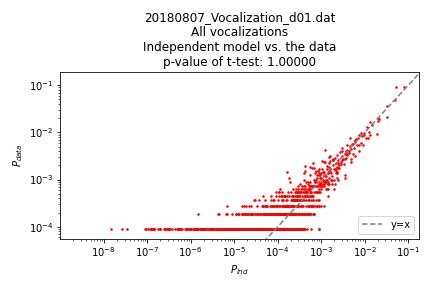 20180807_Vocalization_d01.dat
All vocalizations
Independent model vs. the data
p-value of t-test: 1.00000
10⁻¹
10⁻²
10⁻³
10⁻⁴
P_data
y=x
10⁻⁸ 10⁻⁷ 10⁻⁶ 10⁻⁵ 10⁻⁴ 10⁻³ 10⁻² 10⁻¹
P_ind